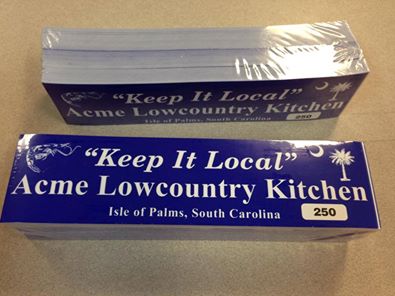 "Keep It Local"
Acme Lowcountry Kitchen
Isle of Palms, South Carolina
250
"Keep It Local"
Acme Lowcountry Kitchen
Isle of Palms, South Carolina
250